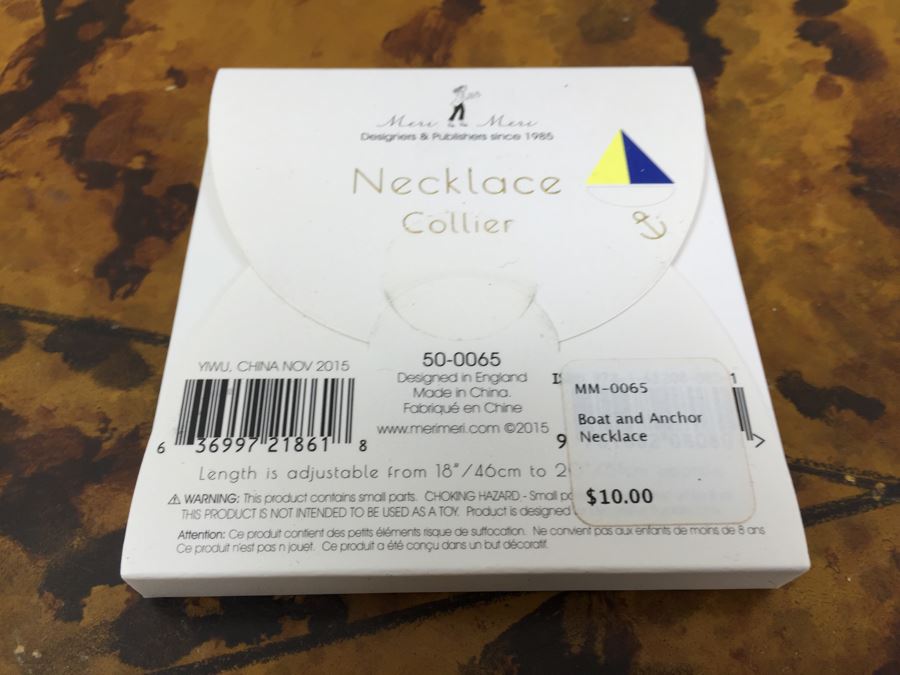 Meri Meri
Designers & Publishers since 1985
Necklace
Collier
YIWU, CHINA NOV 2015
6 36997 21861 8
50-0065
Designed in England
Made in China.
Fabriqué en Chine
www.merimeri.com ©2015
9
MM-0065
Boat and Anchor
Necklace
$10.00
Length is adjustable from 18"/46cm to 2
⚠ WARNING: This product contains small parts. CHOKING HAZARD - Small
THIS PRODUCT IS NOT INTENDED TO BE USED AS A TOY. Product is designed
Attention: Ce produit contient des petits éléments risque de suffocation. Ne convient pas aux enfants de moins de 8 ans
Ce produit n'est pas n jouet. Ce produit a été conçu dans un but décoratif.